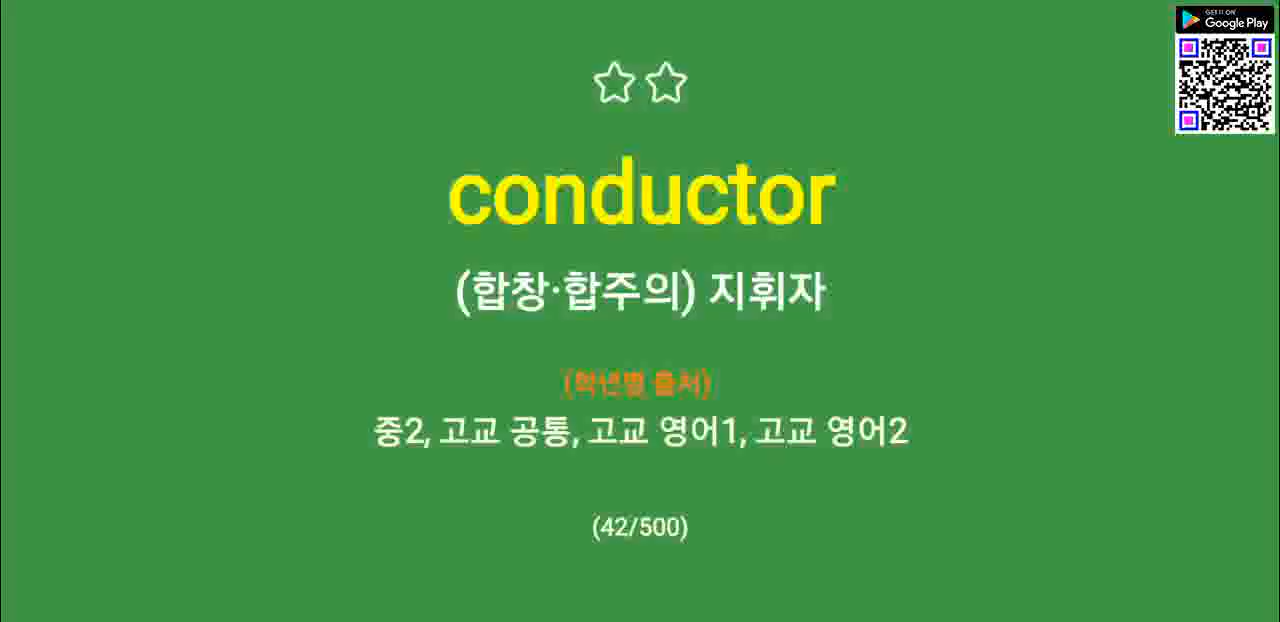 GET IT ON
Google Play
conductor
(합창·합주의) 지휘자
(학년별 출처)
중2, 고교 공통, 고교 영어1, 고교 영어2
(42/500)